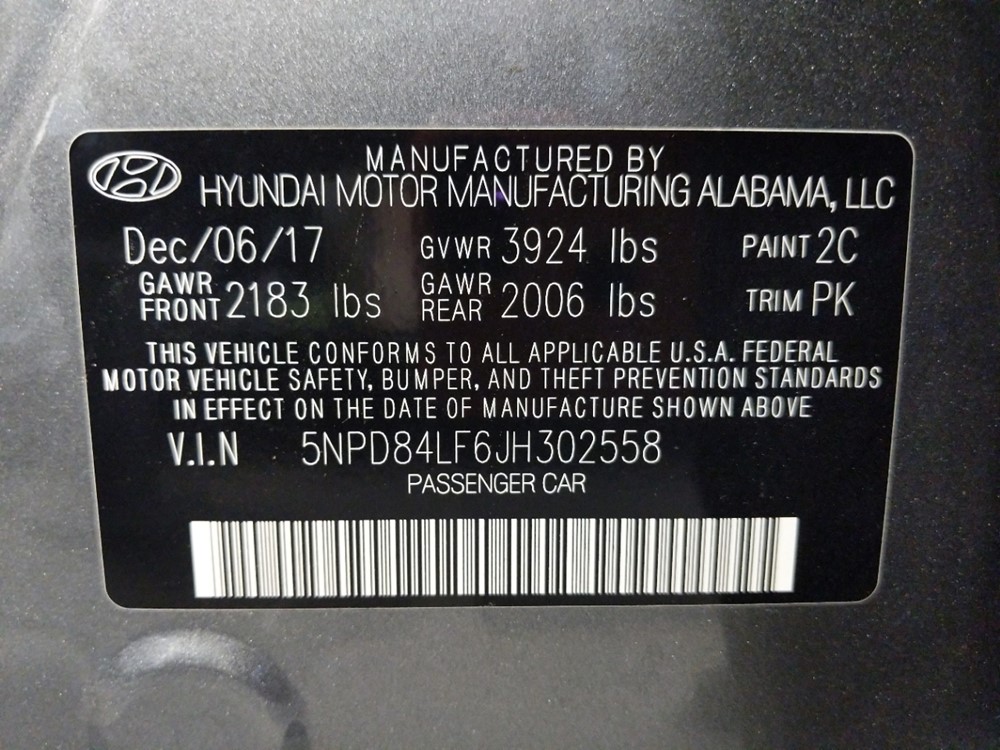 MANUFACTURED BY
HYUNDAI MOTOR MANUFACTURING ALABAMA, LLC
Dec/06/17 GVWR 3924 lbs PAINT 2C
GAWR FRONT 2183 lbs GAWR REAR 2006 lbs TRIM PK
THIS VEHICLE CONFORMS TO ALL APPLICABLE U.S.A. FEDERAL
MOTOR VEHICLE SAFETY, BUMPER, AND THEFT PREVENTION STANDARDS
IN EFFECT ON THE DATE OF MANUFACTURE SHOWN ABOVE
V.I.N 5NPD84LF6JH302558
PASSENGER CAR